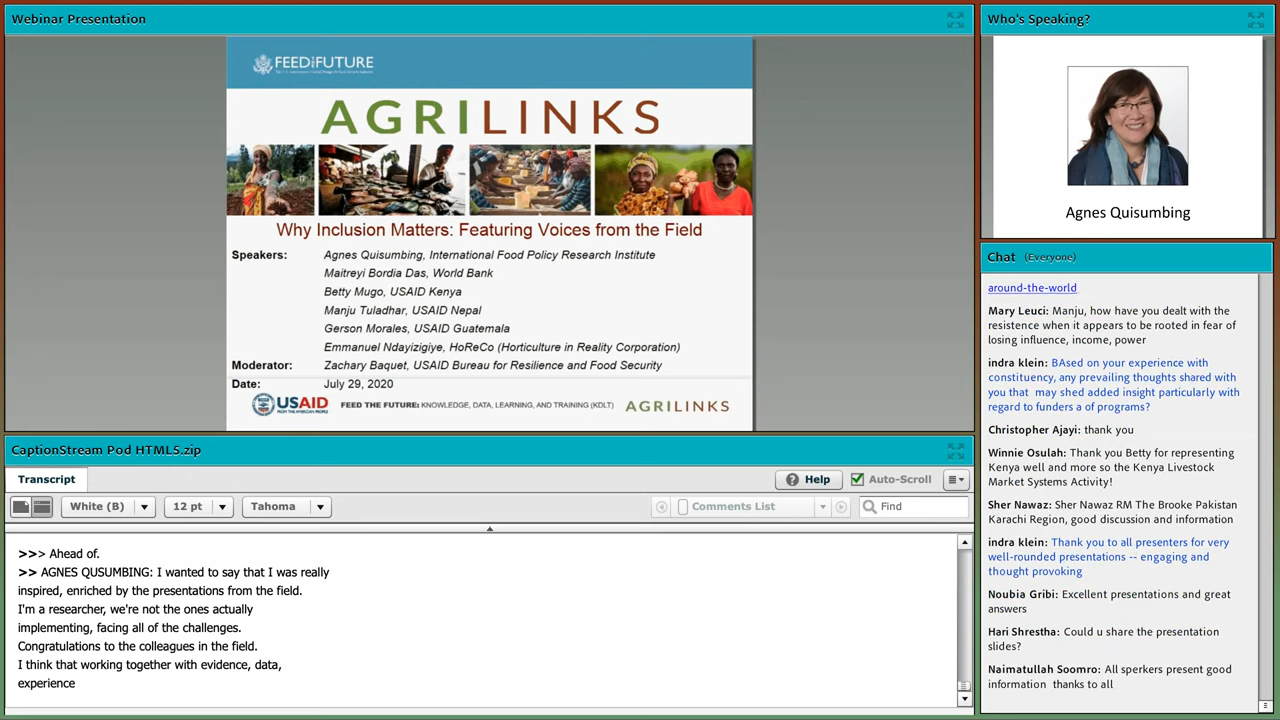 Webinar Presentation
FEED THE FUTURE
AGRILINKS
Why Inclusion Matters: Featuring Voices from the Field
Speakers: Agnes Quisumbing, International Food Policy Research Institute
Maitreyi Bordia Das, World Bank
Betty Mugo, USAID Kenya
Manju Tuladhar, USAID Nepal
Gerson Morales, USAID Guatemala
Emmanuel Ndayizigiye, HoReCo (Horticulture in Reality Corporation)
Moderator: Zachary Baquet, USAID Bureau for Resilience and Food Security
Date: July 29, 2020
USAID
FROM THE AMERICAN PEOPLE
FEED THE FUTURE: KNOWLEDGE, DATA, LEARNING, AND TRAINING (KDLT)
AGRILINKS
Who's Speaking?
Agnes Quisumbing
Chat (Everyone)
around-the-world
Mary Leuci: Manju, how have you dealt with the
resistence when it appears to be rooted in fear of
losing influence, income, power
indra klein: BAsed on your experience with
constituency, any prevailing thoughts shared with
you that may shed added insight particularly with
regard to funders a of programs?
Christopher Ajayi: thank you
Winnie Osulah: Thank you Betty for representing
Kenya well and more so the Kenya Livestock
Market Systems Activity!
Sher Nawaz: Sher Nawaz RM The Brooke Pakistan
Karachi Region, good discussion and information
indra klein: Thank you to all presenters for very
well-rounded presentations -- engaging and
thought provoking
Noubia Gribi: Excellent presentations and great
answers
Hari Shrestha: Could u share the presentation
slides?
Naimatullah Soomro: All sperkers present good
information thanks to all
CaptionStream Pod HTML5.zip
Transcript
Help
Auto-Scroll
White (B)
12 pt
Tahoma
Comments List
Find
>>> Ahead of.
>> AGNES QUSUMBING: I wanted to say that I was really
inspired, enriched by the presentations from the field.
I'm a researcher, we're not the ones actually
implementing, facing all of the challenges.
Congratulations to the colleagues in the field.
I think that working together with evidence, data,
experience